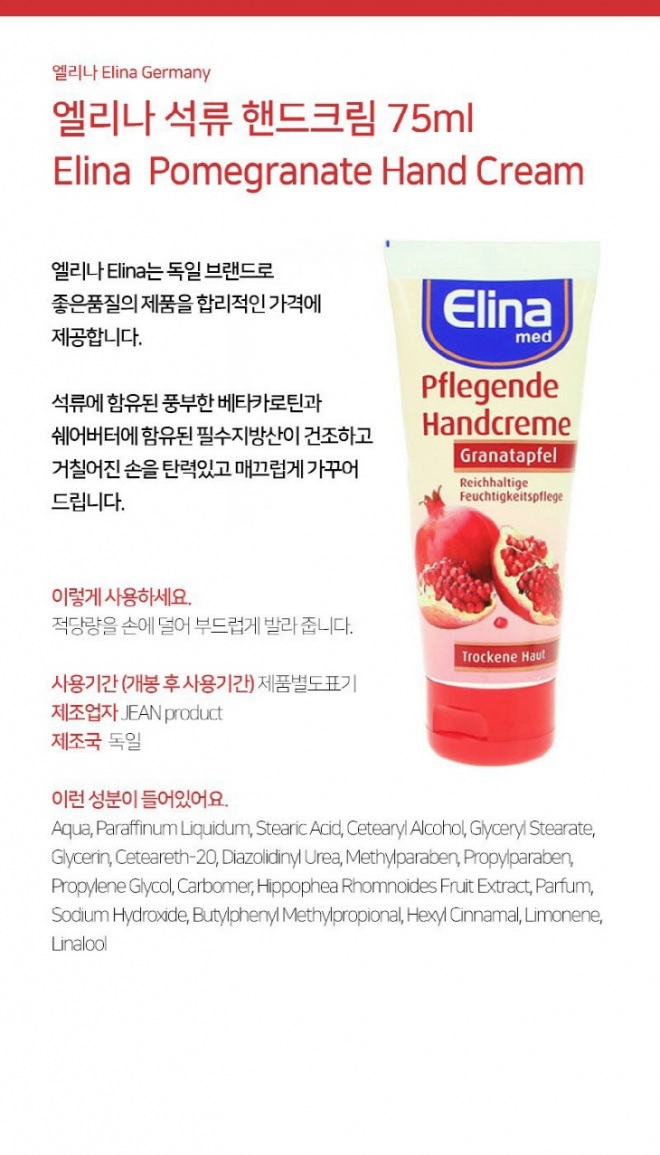 엘리나 Elina Germany
엘리나 석류 핸드크림 75ml
Elina Pomegranate Hand Cream
엘리나 Elina는 독일 브랜드로
좋은품질의 제품을 합리적인 가격에
제공합니다.
석류에 함유된 풍부한 베타카로틴과
쉐어버터에 함유된 필수지방산이 건조하고
거칠어진 손을 탄력있고 매끄럽게 가꾸어
드립니다.
Elina
med
Pflegende
Handcreme
Granatapfel
Reichhaltige
Feuchtigkeitspflege
Trockene Haut
이렇게 사용하세요.
적당량을 손에 덜어 부드럽게 발라 줍니다.
사용기간 (개봉 후 사용기간) 제품별도표기
제조업자 JEAN product
제조국 독일
이런 성분이 들어있어요.
Aqua, Paraffinum Liquidum, Stearic Acid, Cetearyl Alcohol, Glyceryl Stearate,
Glycerin, Ceteareth-20, Diazolidinyl Urea, Methylparaben, Propylparaben,
Propylene Glycol, Carbomer, Hippophea Rhomnoides Fruit Extract, Parfum,
Sodium Hydroxide, Butylphenyl Methylpropional, Hexyl Cinnamal, Limonene,
Linalool